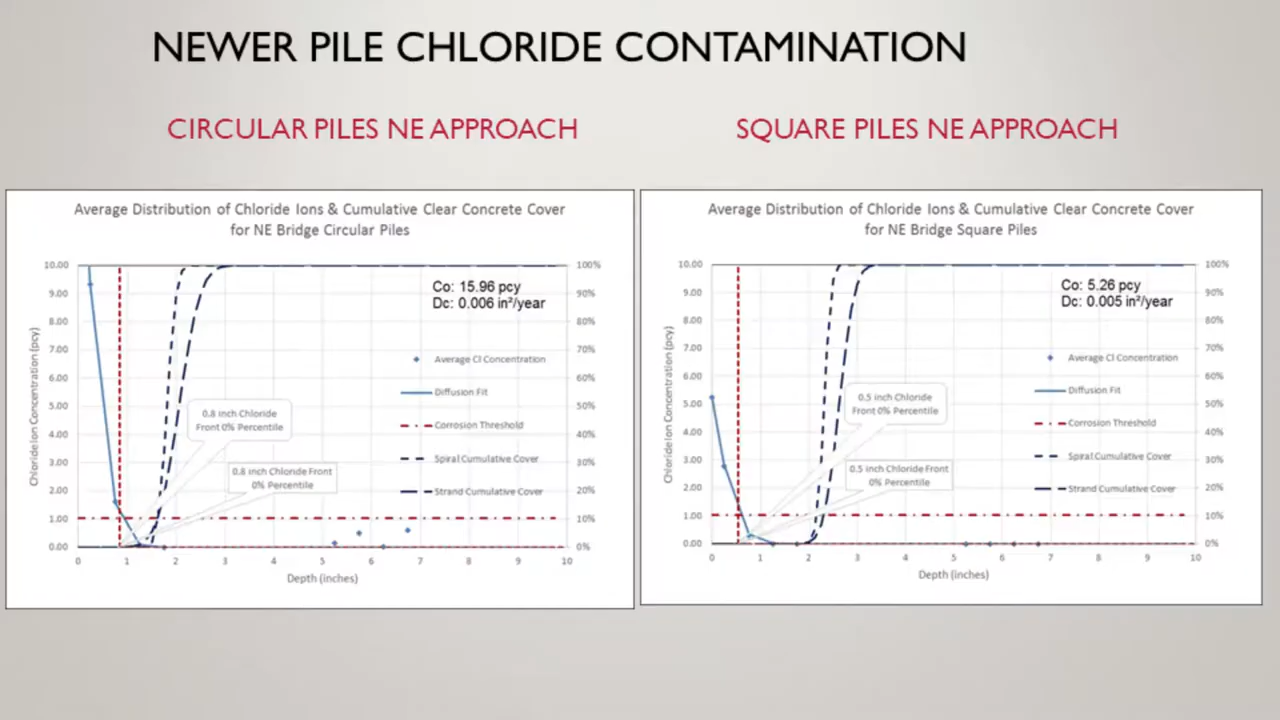 NEWER PILE CHLORIDE CONTAMINATION
CIRCULAR PILES NE APPROACH
SQUARE PILES NE APPROACH
Average Distribution of Chloride Ions & Cumulative Clear Concrete Cover
for NE Bridge Circular Piles
Chloride Ion Concentration (pcy)
10.00
9.00
8.00
7.00
6.00
5.00
4.00
3.00
2.00
1.00
0.00
100%
90%
80%
70%
60%
50%
40%
30%
20%
10%
0%
Co: 15.96 pcy
Dc: 0.006 in²/year
Average Cl Concentration
Diffusion Fit
Corrosion Threshold
Spiral Cumulative Cover
Strand Cumulative Cover
0.8 inch Chloride
Front 0% Percentile
0.8 inch Chloride Front
0% Percentile
0 1 2 3 4 5 6 7 8 9 10
Depth (inches)
Average Distribution of Chloride Ions & Cumulative Clear Concrete Cover
for NE Bridge Square Piles
Chloride Ion Concentration (pcy)
10.00
9.00
8.00
7.00
6.00
5.00
4.00
3.00
2.00
1.00
0.00
100%
90%
80%
70%
60%
50%
40%
30%
20%
10%
0%
Co: 5.26 pcy
Dc: 0.005 in²/year
Average Cl Concentration
Diffusion Fit
Corrosion Threshold
Spiral Cumulative Cover
Strand Cumulative Cover
0.5 inch Chloride
Front 0% Percentile
0.5 inch Chloride Front
0% Percentile
0 1 2 3 4 5 6 7 8 9 10
Depth (inches)